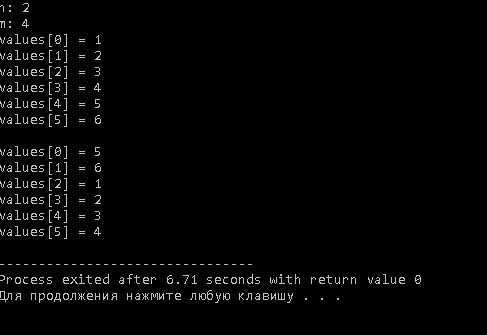 n: 2
m: 4
values[0] = 1
values[1] = 2
values[2] = 3
values[3] = 4
values[4] = 5
values[5] = 6
values[0] = 5
values[1] = 6
values[2] = 1
values[3] = 2
values[4] = 3
values[5] = 4
--------------------------------
Process exited after 6.71 seconds with return value 0
Для продолжения нажмите любую клавишу . . .